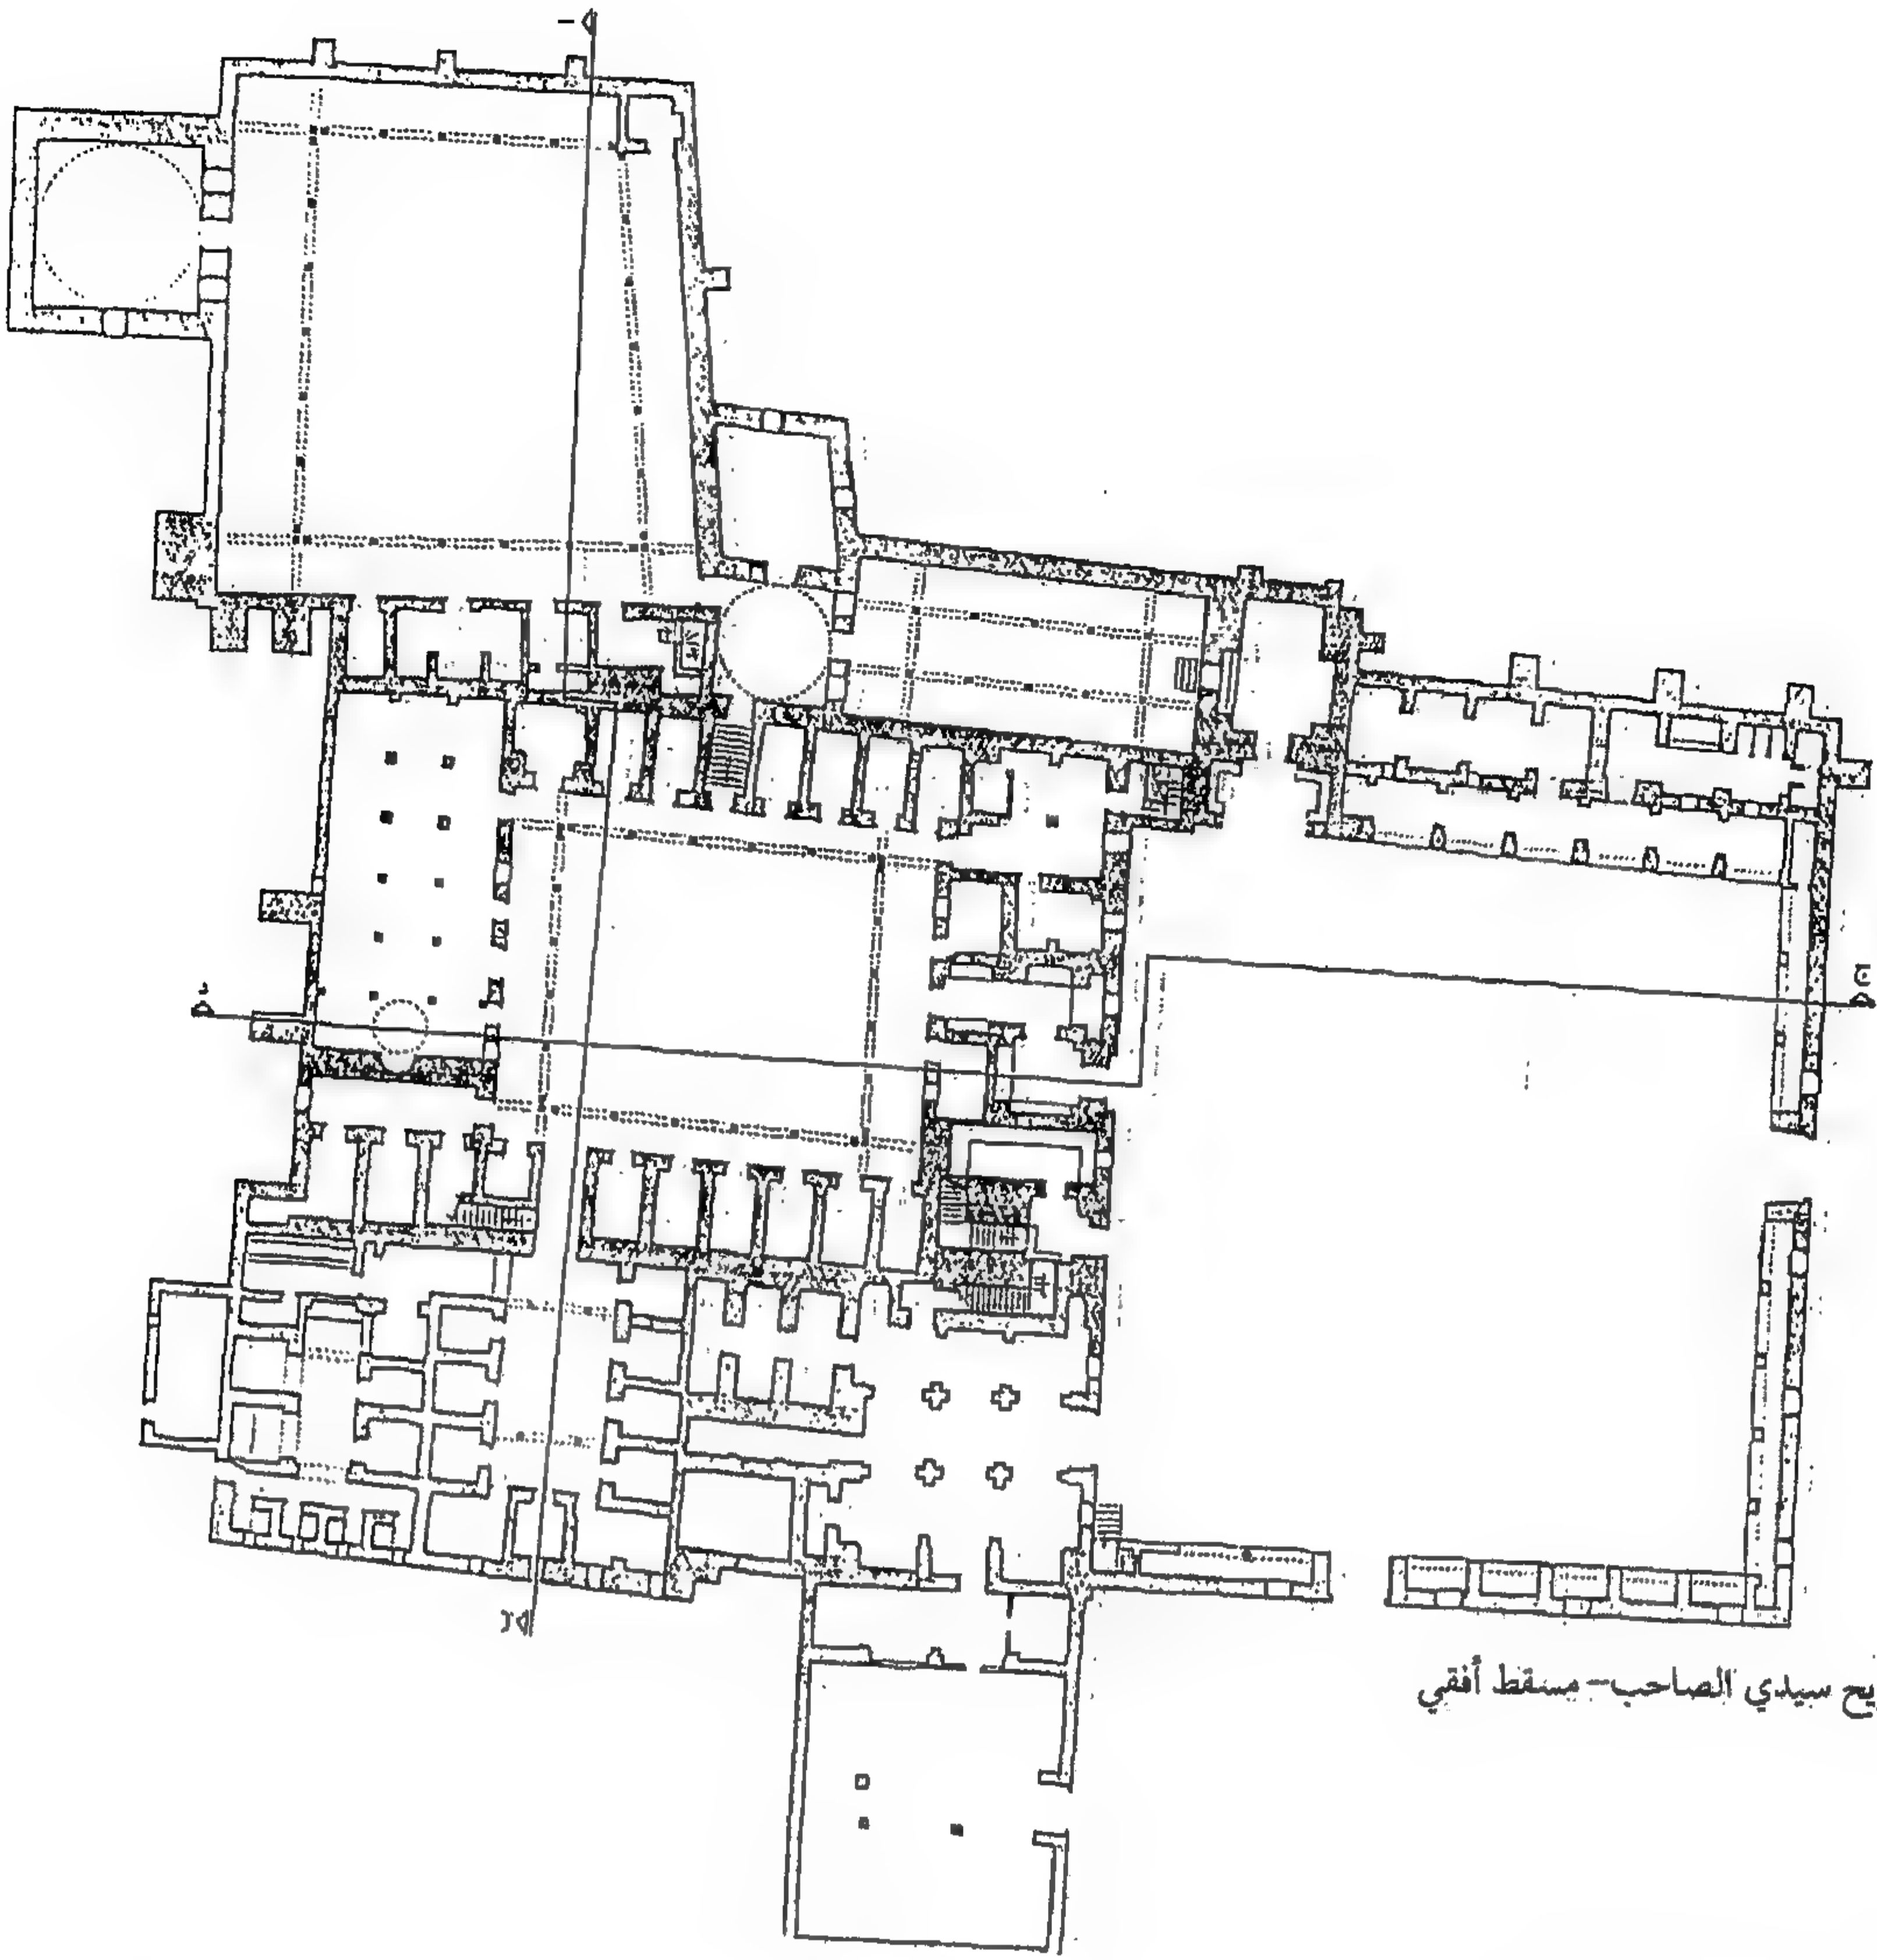 يح سيدي الصاحب - مسقط أفقي
د
ج